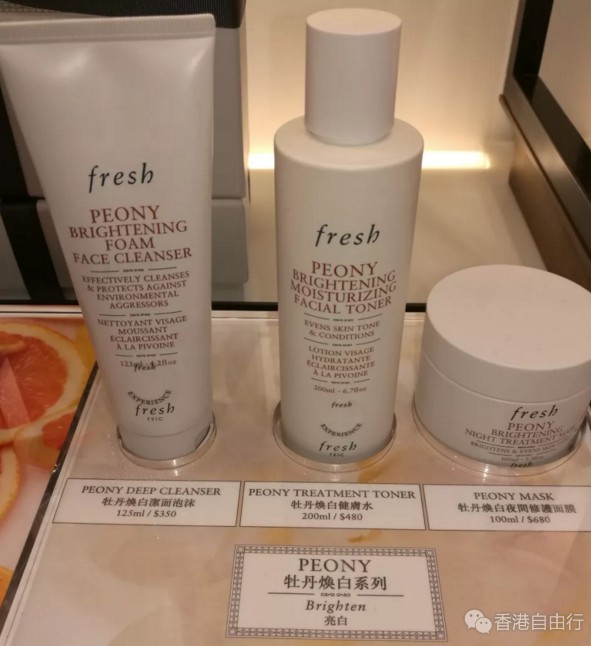 fresh
PEONY
BRIGHTENING
FOAM
FACE CLEANSER
EFFECTIVELY CLEANSES
& PROTECTS AGAINST
ENVIRONMENTAL
AGGRESSORS
NETTOYANT VISAGE
MOUSSANT
ÉCLAIRCISSANT
À LA PIVOINE
fresh
EXPERIENCE
fresh
fresh
PEONY
BRIGHTENING
MOISTURIZING
FACIAL TONER
EVENS SKIN TONE
& CONDITIONS
LOTION VISAGE
HYDRATANTE
ÉCLAIRCISSANTE
À LA PIVOINE
200ml - 6.7fl oz
fresh
EXPERIENCE
fresh
fresh
PEONY
BRIGHTENING
NIGHT TREATMENT
fresh
PEONY DEEP CLEANSER
牡丹煥白潔面泡沫
125ml / $350
PEONY TREATMENT TONER
牡丹煥白健膚水
200ml / $480
PEONY MASK
牡丹煥白夜間修護面膜
100ml / $680
PEONY
牡丹煥白系列
Brighten
亮白
香港自由行